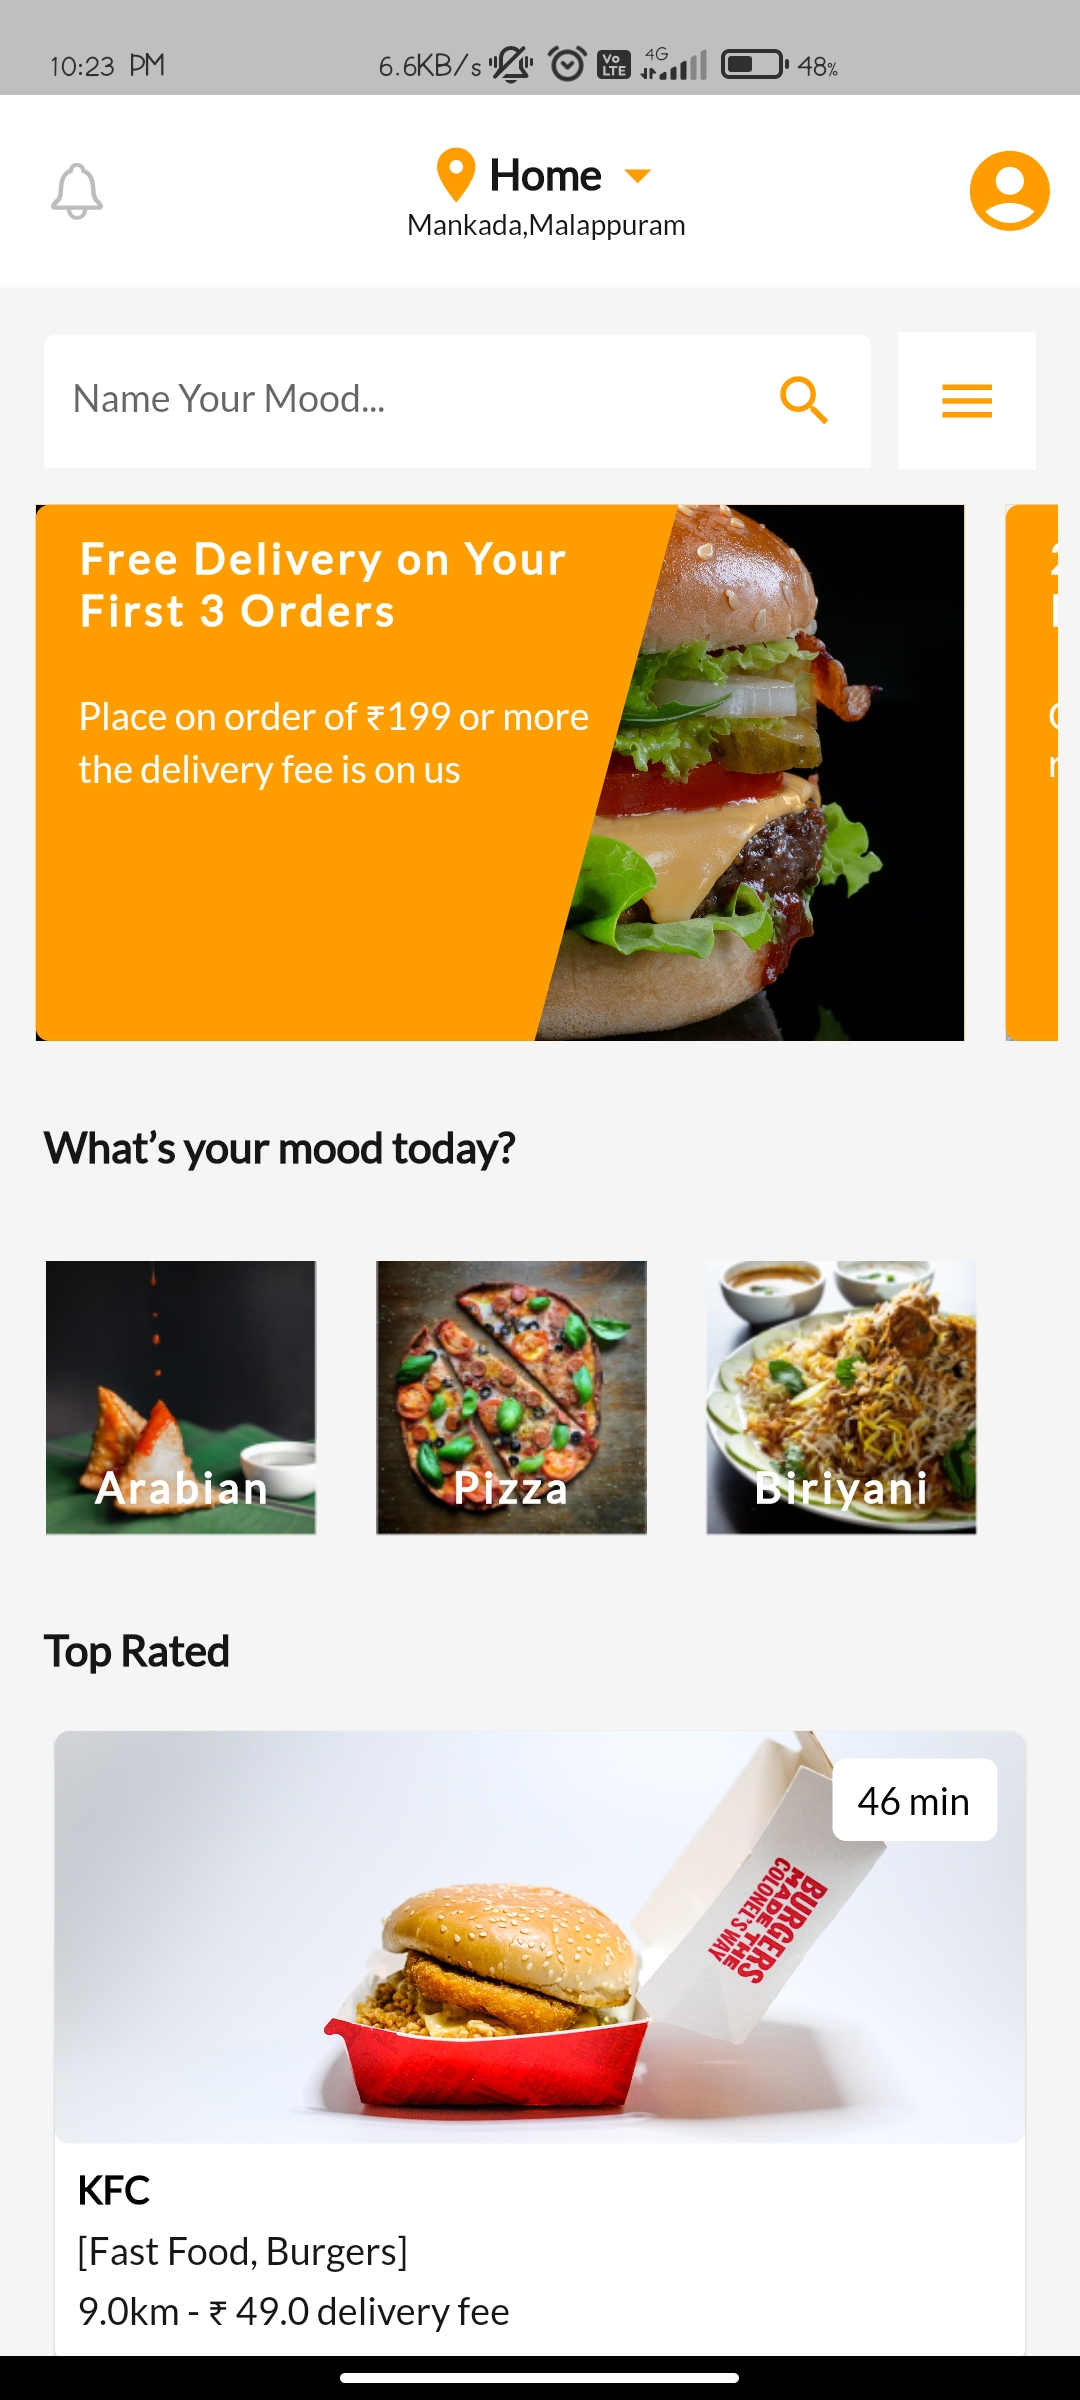 10:23 PM 6.6KB/s Vo LTE 4G 48%
Home
Mankada,Malappuram
Name Your Mood...
Free Delivery on Your
First 3 Orders
Place on order of ₹199 or more
the delivery fee is on us
What's your mood today?
Arabian Pizza Biriyani
Top Rated
46 min
BURGERS
MADE THE
COLONEL'S WAY
KFC
[Fast Food, Burgers]
9.0km - ₹ 49.0 delivery fee